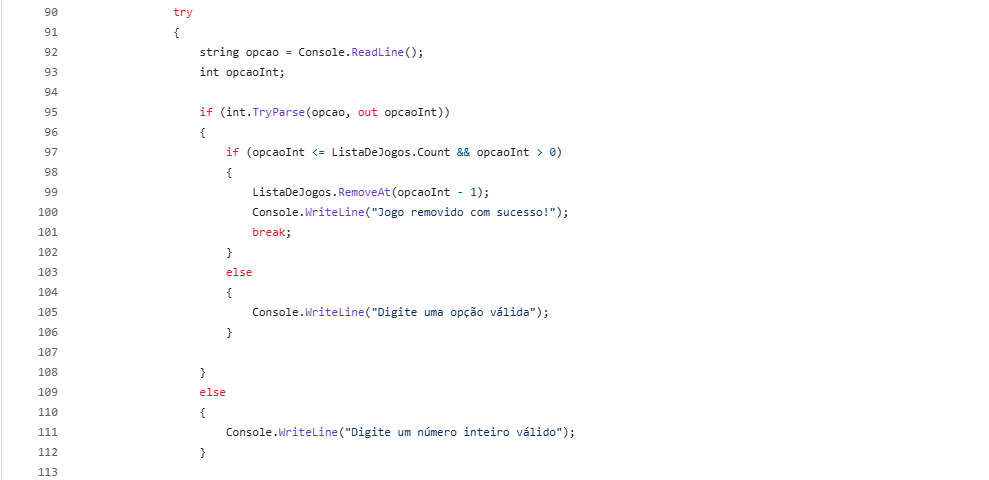 90 try
91 {
92 string opcao = Console.ReadLine();
93 int opcaoInt;
94
95 if (int.TryParse(opcao, out opcaoInt))
96 {
97 if (opcaoInt <= ListaDeJogos.Count && opcaoInt > 0)
98 {
99 ListaDeJogos.RemoveAt(opcaoInt - 1);
100 Console.WriteLine("Jogo removido com sucesso!");
101 break;
102 }
103 else
104 {
105 Console.WriteLine("Digite uma opção válida");
106 }
107
108 }
109 else
110 {
111 Console.WriteLine("Digite um número inteiro válido");
112 }
113